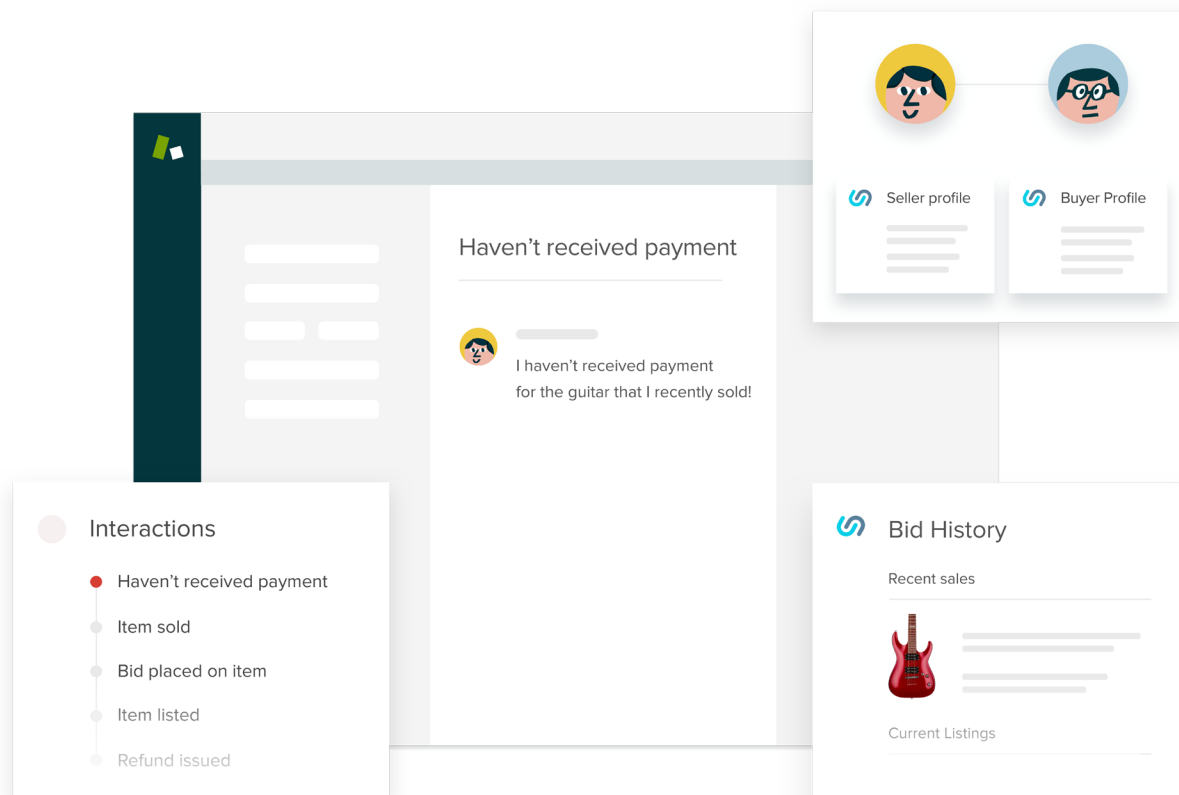 Seller profile
Buyer Profile
Haven’t received payment
I haven’t received payment
for the guitar that I recently sold!
Interactions
Haven’t received payment
Item sold
Bid placed on item
Item listed
Refund issued
Bid History
Recent sales
Current Listings